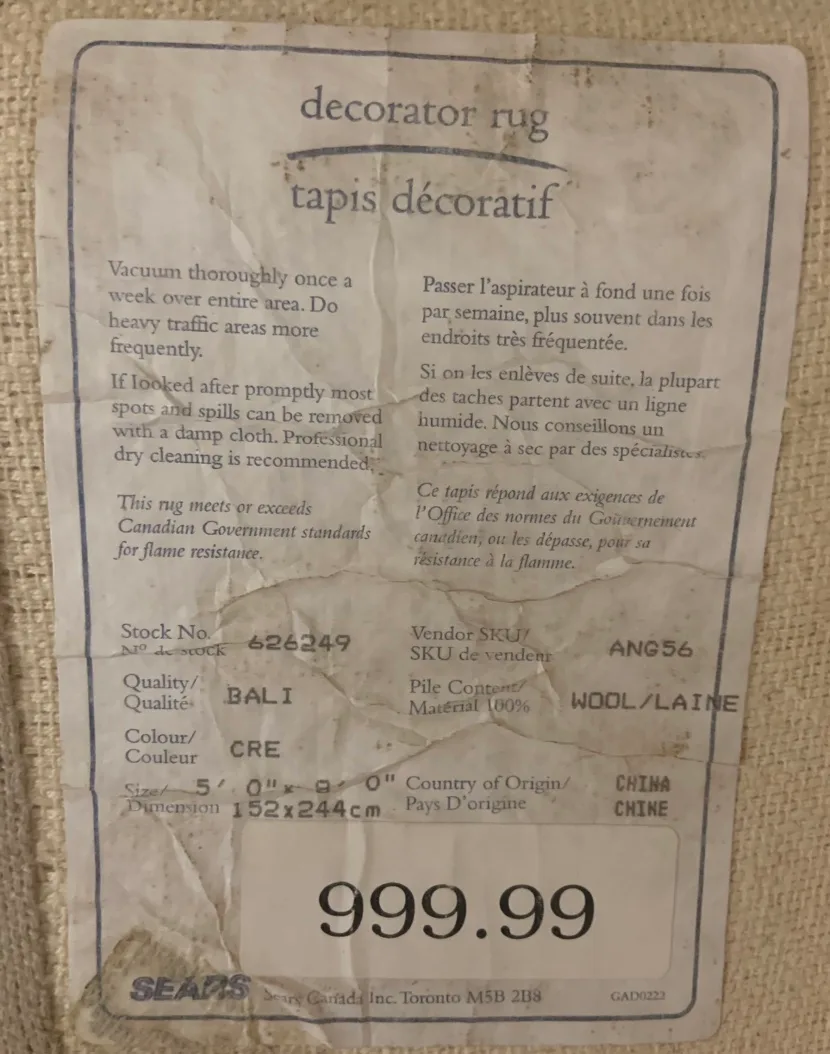 decorator rug
tapis décoratif
Vacuum thoroughly once a
week over entire area. Do
heavy traffic areas more
frequently.
If looked after promptly most
spots and spills can be removed
with a damp cloth. Professional
dry cleaning is recommended.
This rug meets or exceeds
Canadian Government standards
for flame resistance.
Passer l'aspirateur à fond une fois
par semaine, plus souvent dans les
endroits très fréquentée.
Si on les enlèves de suite, la plupart
des taches partent avec un ligne
humide. Nous conseillons un
nettoyage à sec par des spécialistes.
Ce tapis répond aux exigences de
l'Office des normes du Gouvernement
canadien, ou les dépasse, pour sa
résistance à la flamme.
Stock No. 626249
Nº de stock
Vendor SKU/ ANG56
SKU de vendeur
Quality/ BALI
Qualité
Pile Content/ WOOL/LAINE
Matérial 100%
Colour/ CRE
Couleur
Size/ 5' 0"x 8' 0"
Dimension 152x244cm
Country of Origin/ CHINA
Pays D'origine CHINE
999.99
SEARS Sears Canada Inc. Toronto M5B 2B8 GAD0222